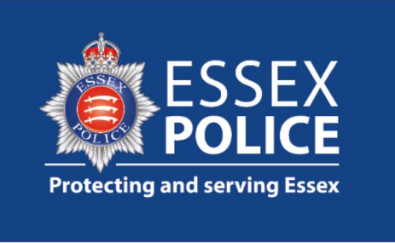 ESSEX
POLICE
ESSEX
POLICE
Protecting and serving Essex